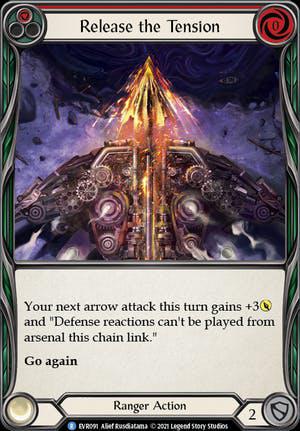 Release the Tension
0
Your next arrow attack this turn gains +3
and "Defense reactions can't be played from
arsenal this chain link."
Go again
Ranger Action
2
R EVR091 Alief Rusdiatama © 2021 Legend Story Studios